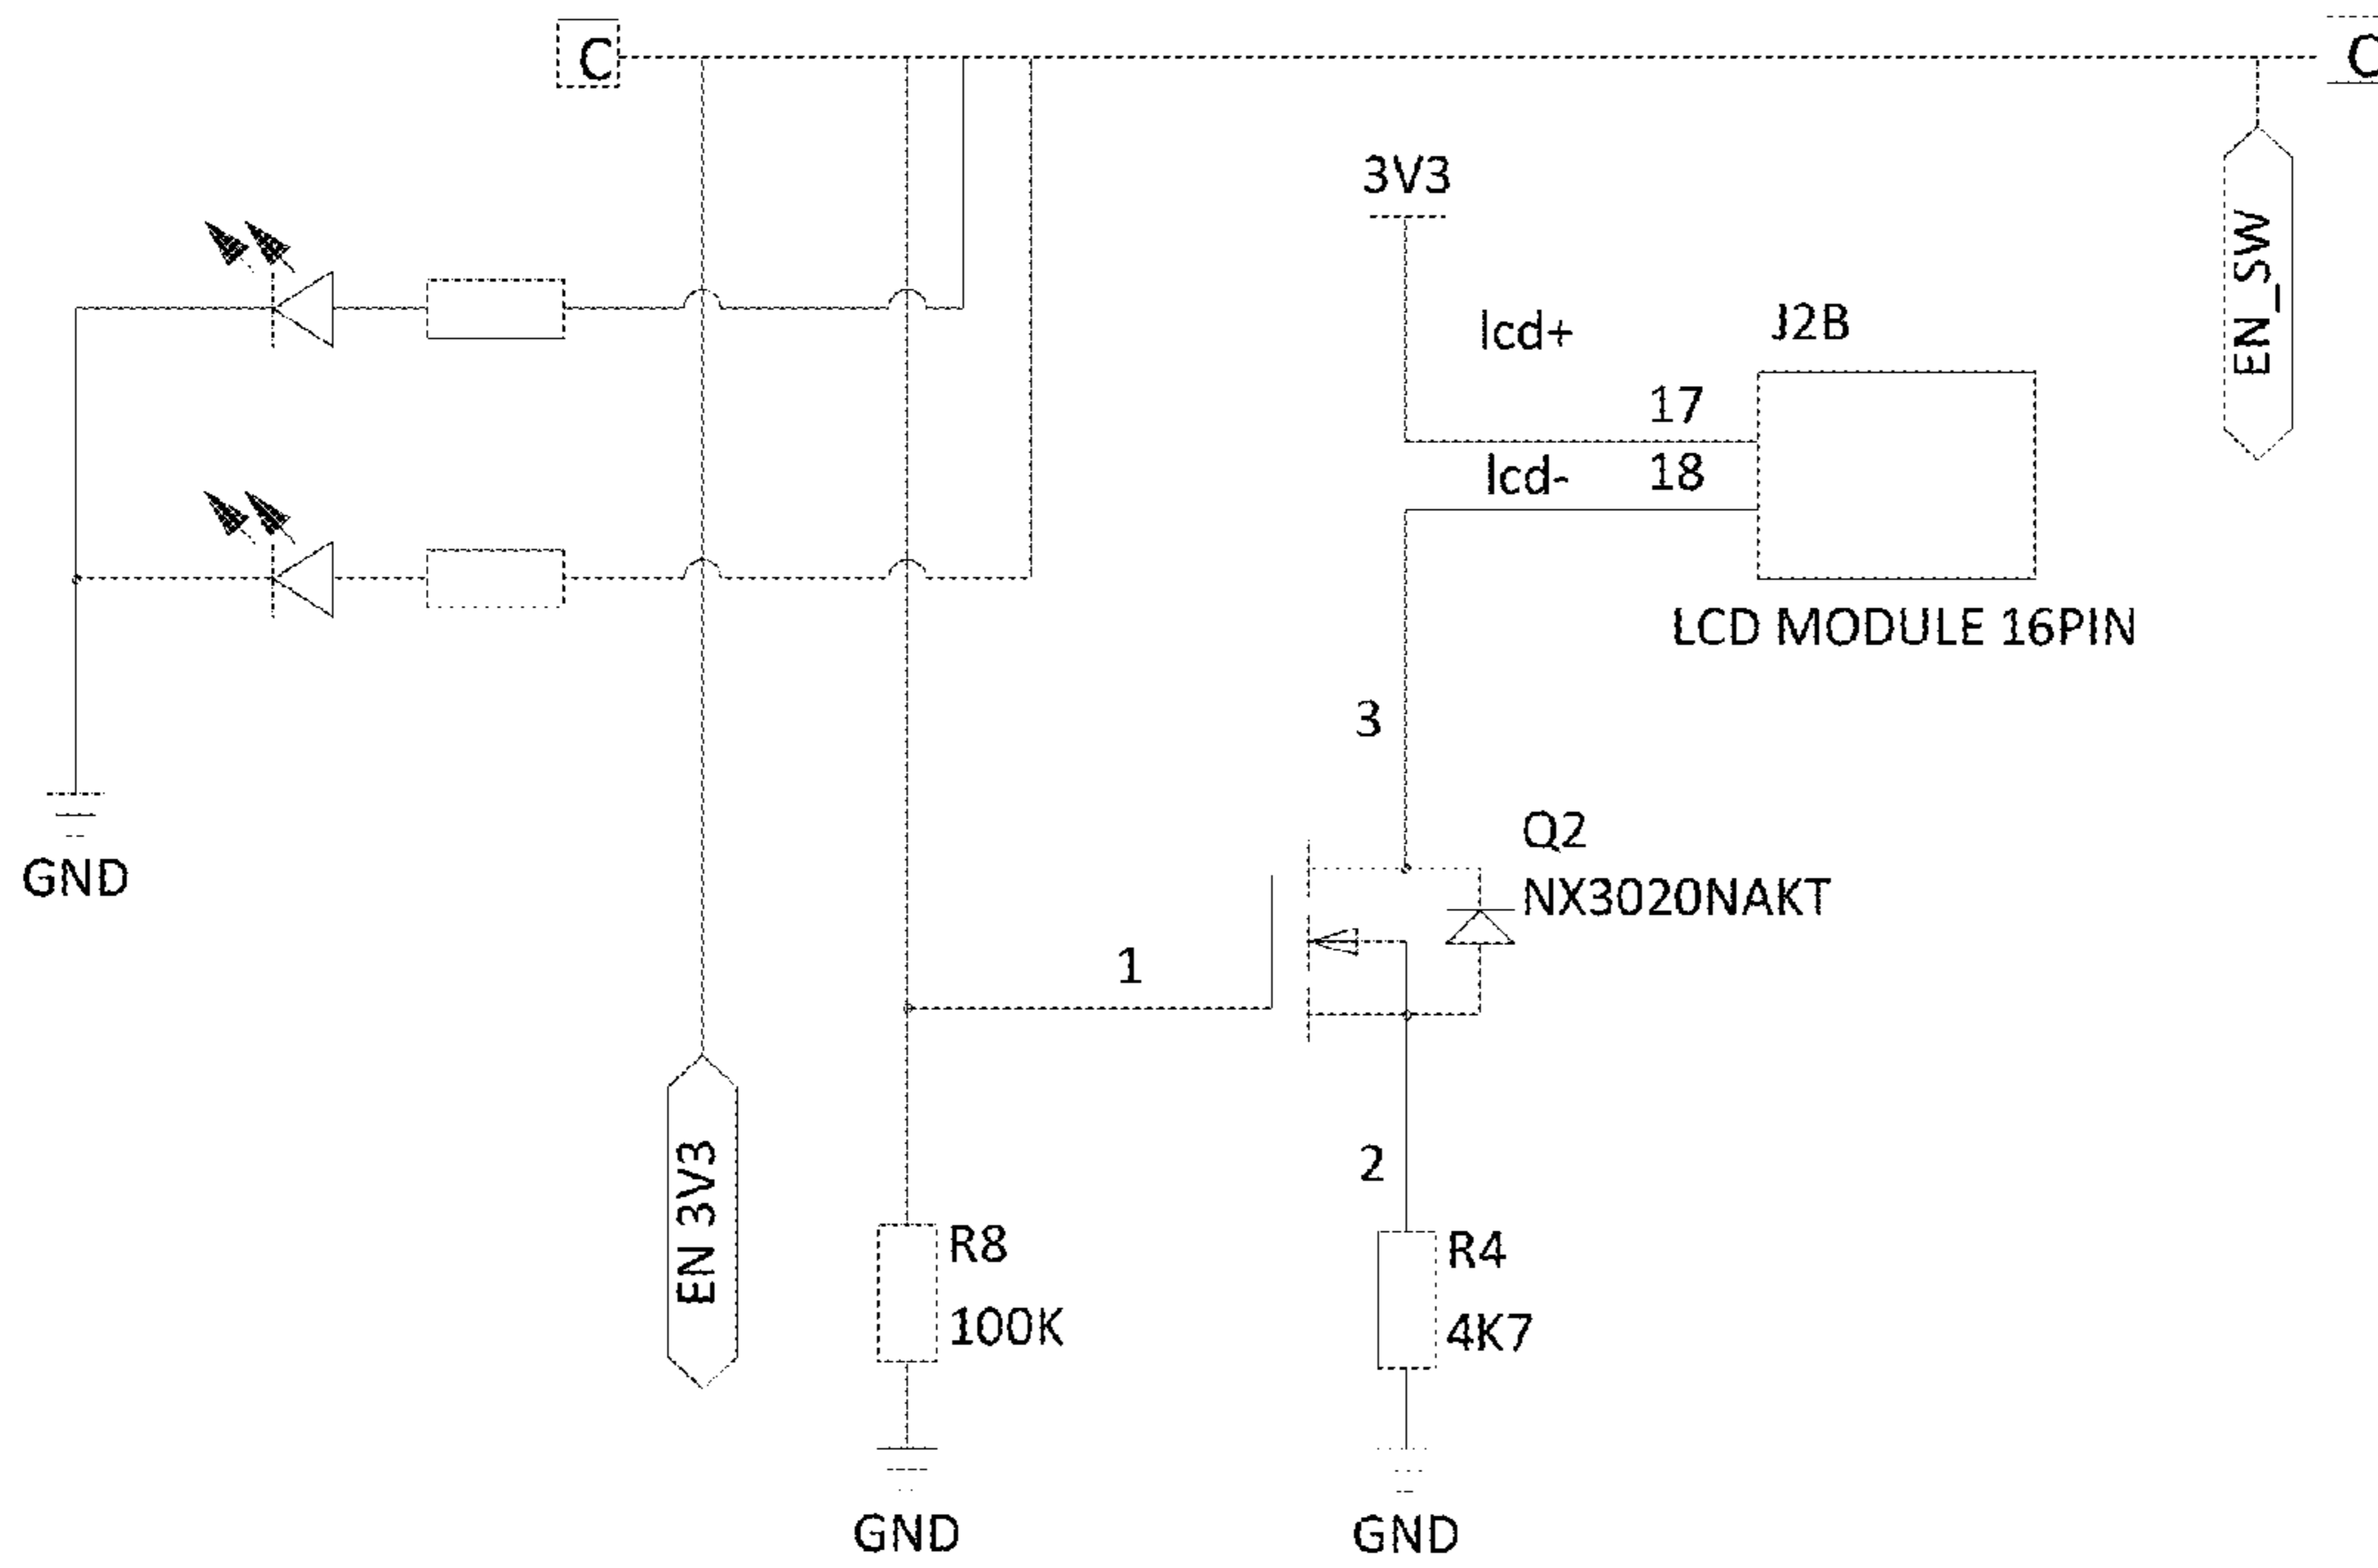 C
C
3V3
EN_SW
lcd+
J2B
17
lcd-
18
LCD MODULE 16PIN
3
Q2
NX3020NAKT
GND
1
EN 3V3
2
R8
100K
R4
4K7
GND
GND